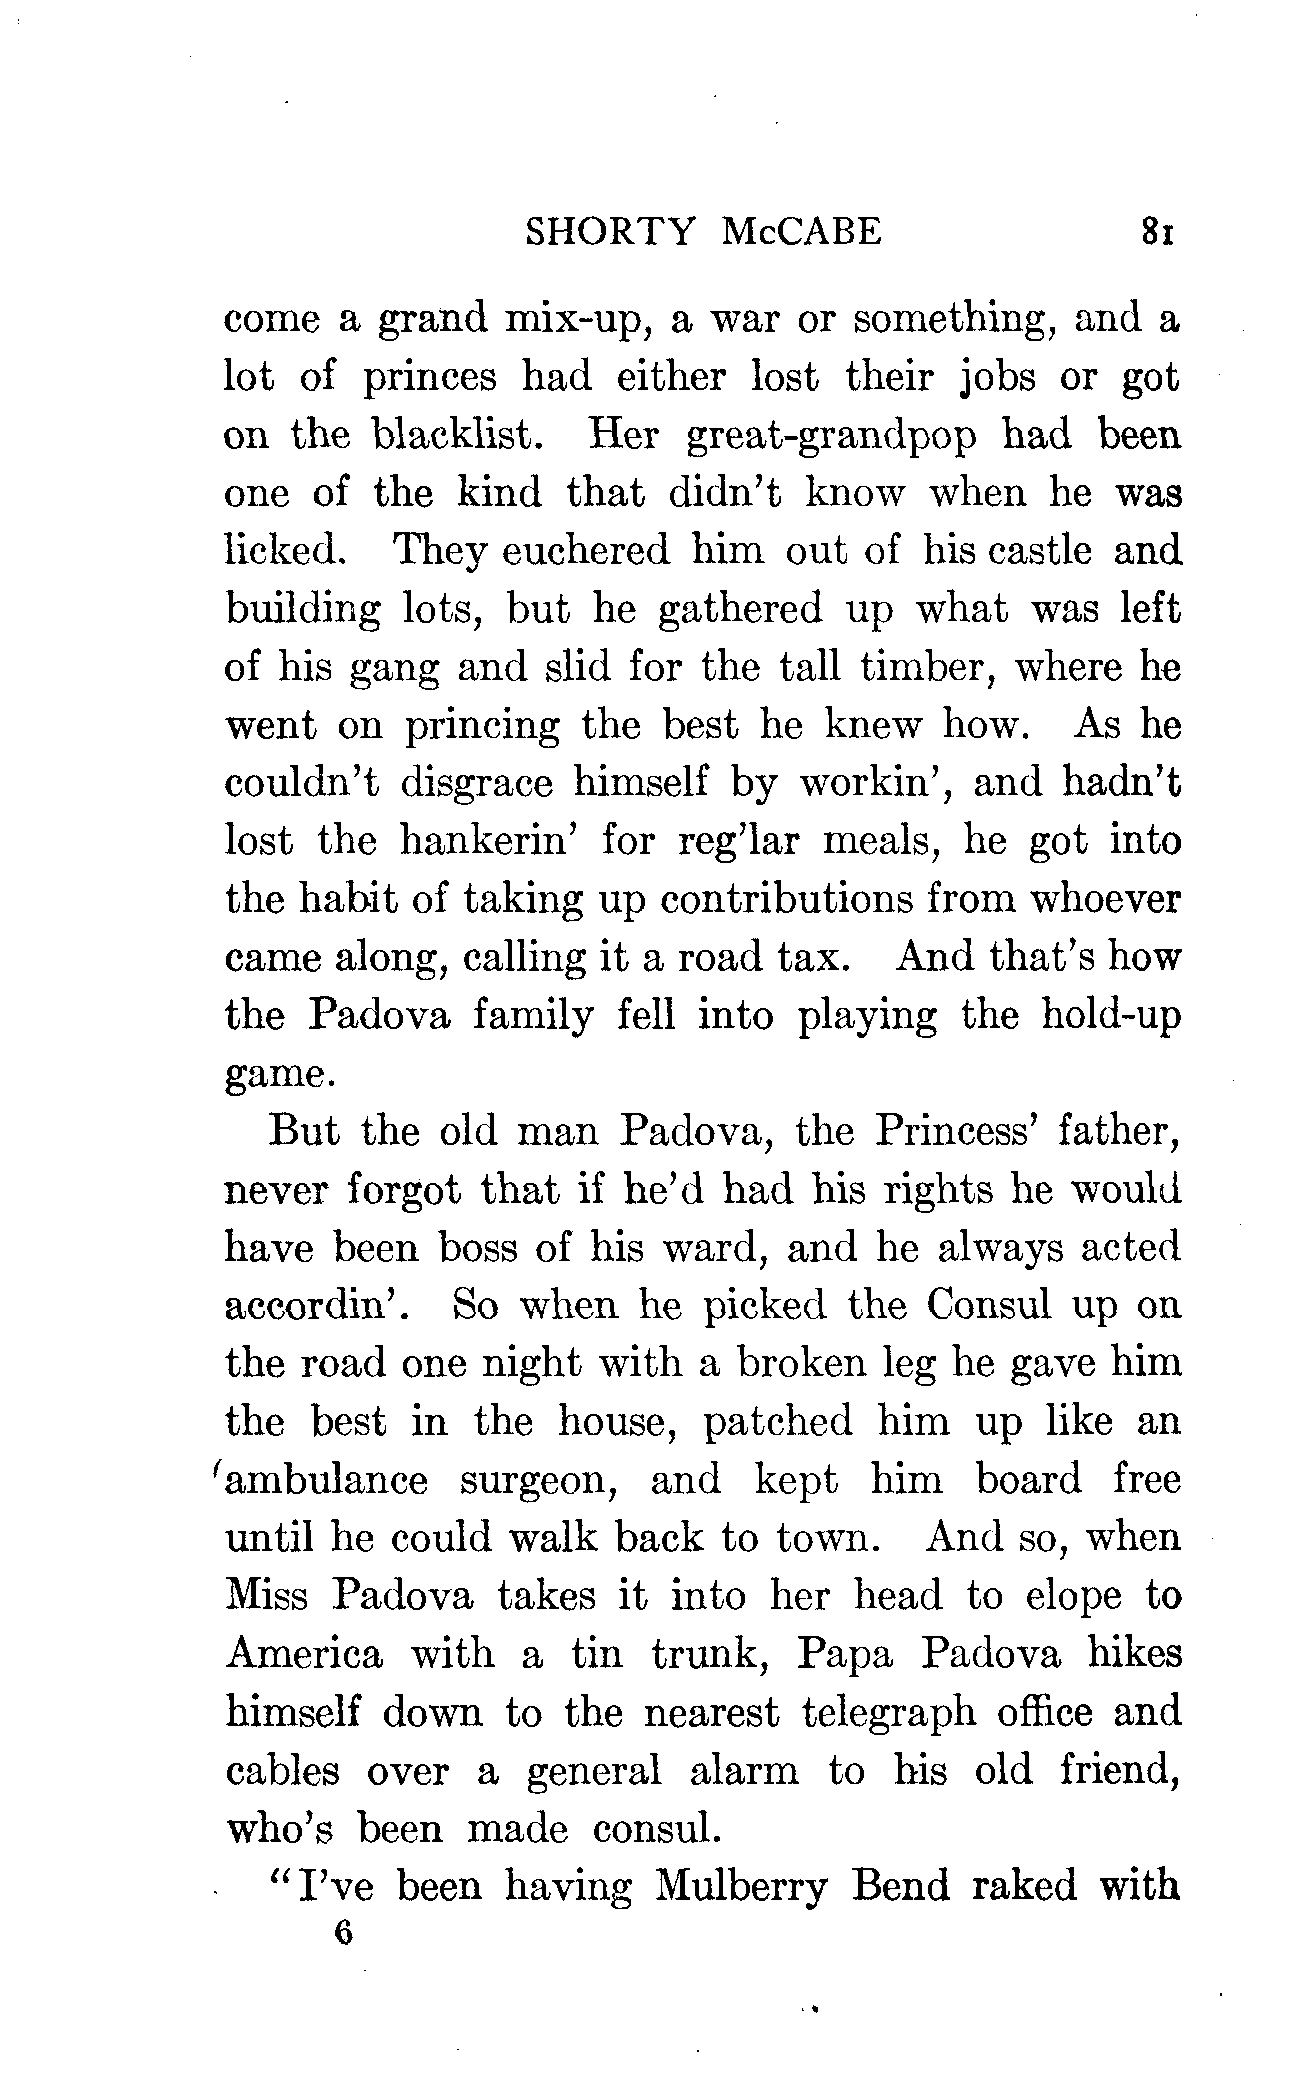 SHORTY McCABE 81
come a grand mix-up, a war or something, and a
lot of princes had either lost their jobs or got
on the blacklist. Her great-grandpop had been
one of the kind that didn't know when he was
licked. They euchered him out of his castle and
building lots, but he gathered up what was left
of his gang and slid for the tall timber, where he
went on princing the best he knew how. As he
couldn't disgrace himself by workin', and hadn't
lost the hankerin' for reg'lar meals, he got into
the habit of taking up contributions from whoever
came along, calling it a road tax. And that's how
the Padova family fell into playing the hold-up
game.
But the old man Padova, the Princess' father,
never forgot that if he'd had his rights he would
have been boss of his ward, and he always acted
accordin'. So when he picked the Consul up on
the road one night with a broken leg he gave him
the best in the house, patched him up like an
ambulance surgeon, and kept him board free
until he could walk back to town. And so, when
Miss Padova takes it into her head to elope to
America with a tin trunk, Papa Padova hikes
himself down to the nearest telegraph office and
cables over a general alarm to his old friend,
who's been made consul.
"I've been having Mulberry Bend raked with
6